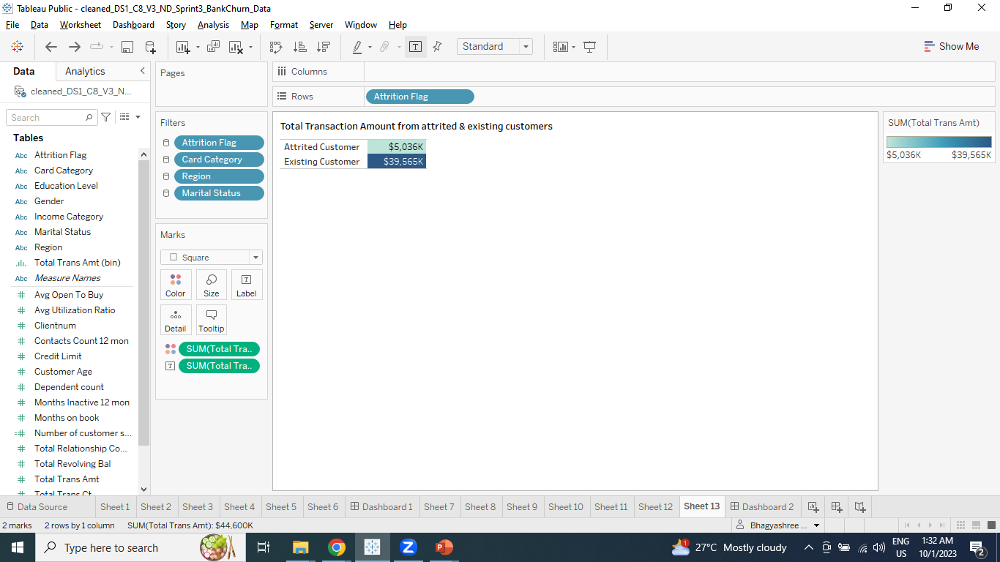 Tableau Public - cleaned_DS1_C8_V3_ND_Sprint3_BankChurn_Data
File Data Worksheet Dashboard Story Analysis Map Format Server Window Help
Standard
Show Me
Data Analytics
cleaned_DS1_C8_V3_N...
Search
Tables
Abc Attrition Flag
Abc Card Category
Abc Education Level
Abc Gender
Abc Income Category
Abc Marital Status
Abc Region
Total Trans Amt (bin)
Abc Measure Names
# Avg Open To Buy
# Avg Utilization Ratio
# Clientnum
# Contacts Count 12 mon
# Credit Limit
# Customer Age
# Dependent count
# Months Inactive 12 mon
# Months on book
=# Number of customer s...
# Total Relationship Co...
# Total Revolving Bal
# Total Trans Amt
Total Trans Ct
Pages
Filters
Attrition Flag
Card Category
Region
Marital Status
Marks
Square
Color Size Label
Detail Tooltip
SUM(Total Tra..
SUM(Total Tra..
Columns
Rows Attrition Flag
Total Transaction Amount from attrited & existing customers
Attrited Customer $5,036K
Existing Customer $39,565K
SUM(Total Trans Amt)
$5,036K $39,565K
Data Source Sheet 1 Sheet 2 Sheet 3 Sheet 4 Sheet 5 Sheet 6 Dashboard 1 Sheet 7 Sheet 8 Sheet 9 Sheet 10 Sheet 11 Sheet 12 Sheet 13 Dashboard 2
2 marks 2 rows by 1 column SUM(Total Trans Amt): $44,600K
Bhagyashree ...
Type here to search
1
27°C Mostly cloudy
ENG
US
1:32 AM
10/1/2023
2